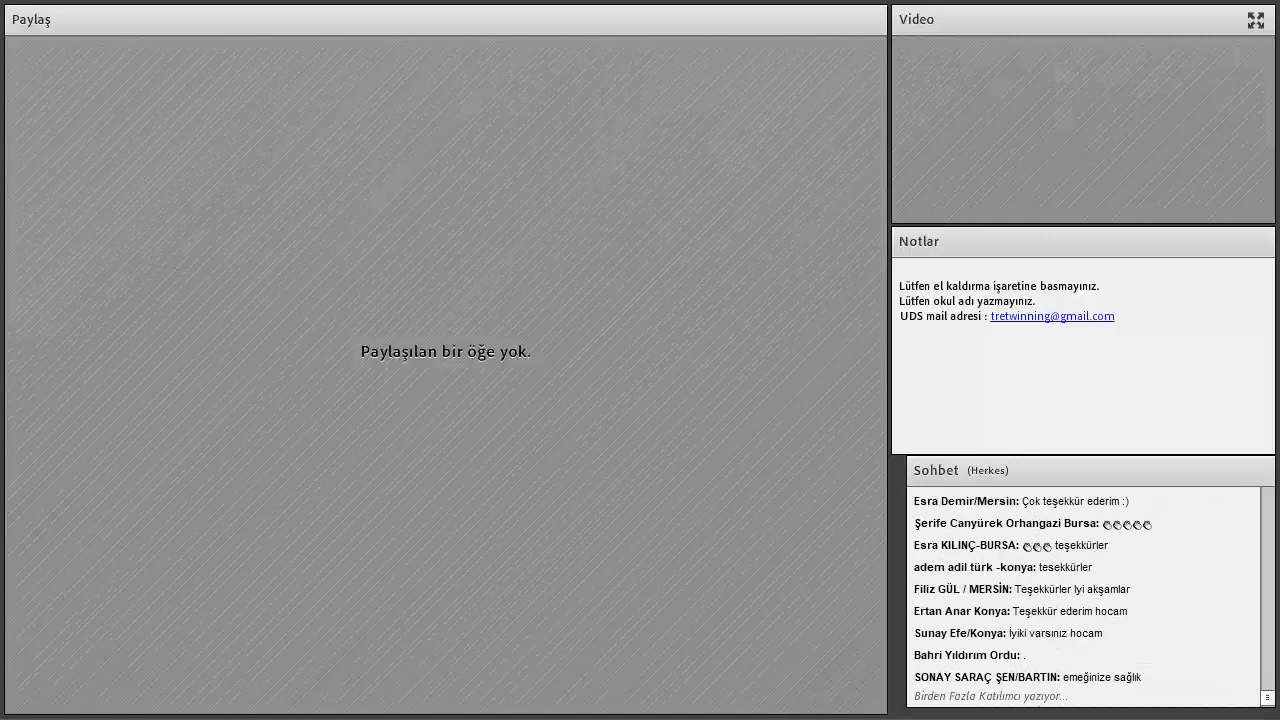 Paylaş
Paylaşılan bir öğe yok.
Video
Notlar
Lütfen el kaldırma işaretine basmayınız.
Lütfen okul adı yazmayınız.
UDS mail adresi : tretwinning@gmail.com
Sohbet (Herkes)
Esra Demir/Mersin: Çok teşekkür ederim :)
Şerife Canyürek Orhangazi Bursa: 👏👏👏👏👏
Esra KILINÇ-BURSA: 👏👏👏 teşekkürler
adem adil türk -konya: tesekkürler
Filiz GÜL / MERSİN: Teşekkürler Iyi akşamlar
Ertan Anar Konya: Teşekkür ederim hocam
Sunay Efe/Konya: İyiki varsınız hocam
Bahri Yıldırım Ordu: .
SONAY SARAÇ ŞEN/BARTIN: emeğinize sağlık
Birden Fazla Katılımcı yazıyor...